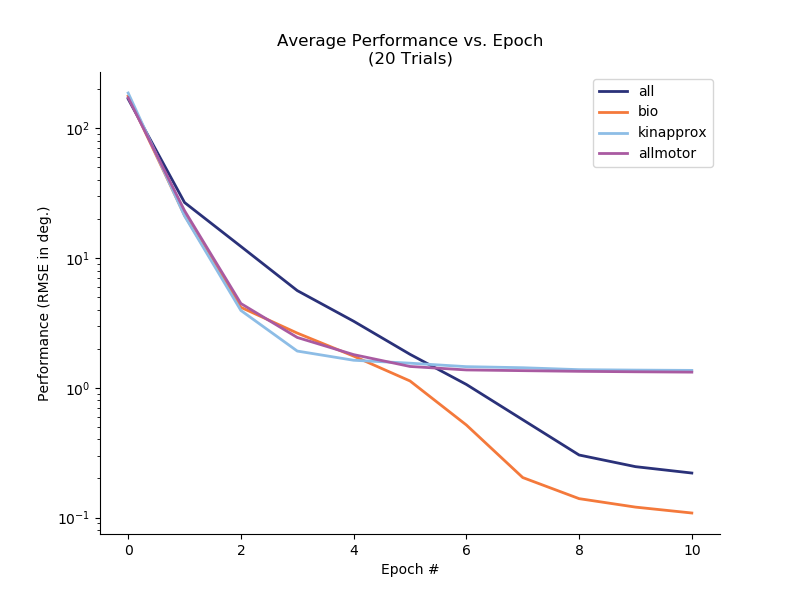 Average Performance vs. Epoch
(20 Trials)
all
bio
kinapprox
allmotor
Performance (RMSE in deg.)
10²
10¹
10⁰
10⁻¹
0 2 4 6 8 10
Epoch #